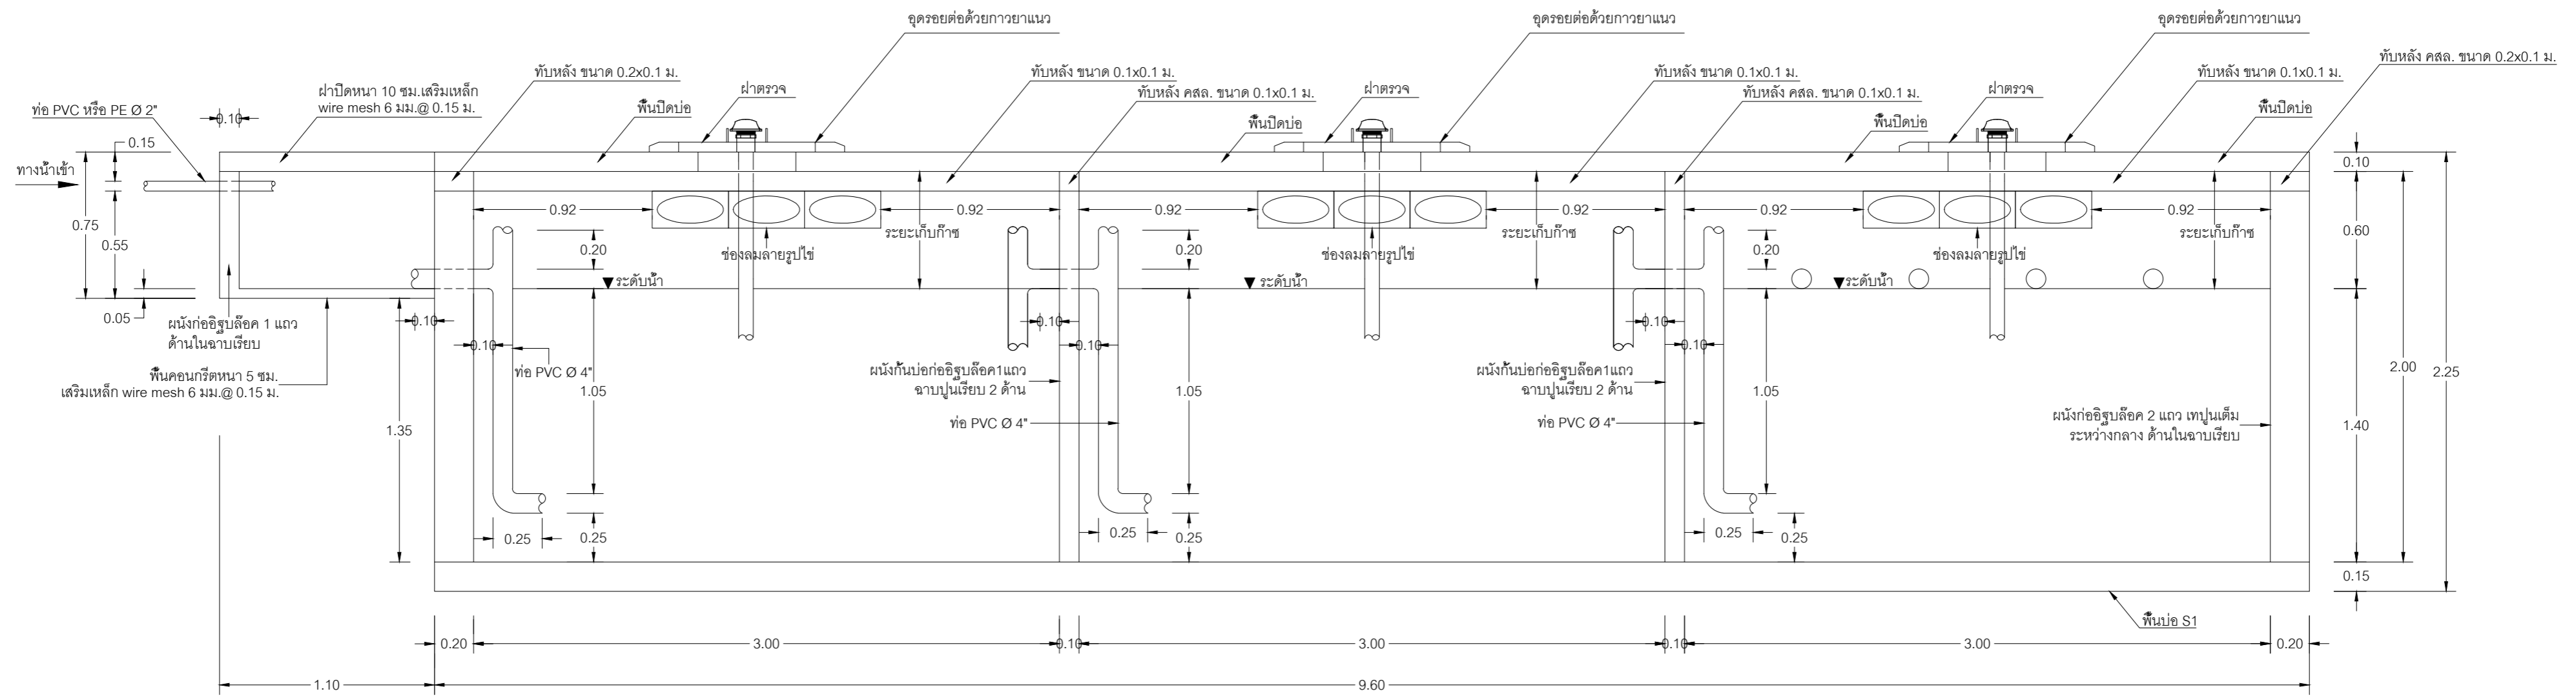 อุดรอยต่อด้วยกาวยาแนว
อุดรอยต่อด้วยกาวยาแนว
อุดรอยต่อด้วยกาวยาแนว
ทับหลัง คสล. ขนาด 0.2x0.1 ม.
ทับหลัง ขนาด 0.2x0.1 ม.
ทับหลัง ขนาด 0.1x0.1 ม.
ทับหลัง ขนาด 0.1x0.1 ม.
ทับหลัง ขนาด 0.1x0.1 ม.
ฝาปิดหนา 10 ซม.เสริมเหล็ก
wire mesh 6 มม.@ 0.15 ม.
ฝาตรวจ
ทับหลัง คสล. ขนาด 0.1x0.1 ม.
ฝาตรวจ
ทับหลัง คสล. ขนาด 0.1x0.1 ม.
ฝาตรวจ
ท่อ PVC หรือ PE Ø 2"
0.10
พื้นปิดบ่อ
พื้นปิดบ่อ
พื้นปิดบ่อ
พื้นปิดบ่อ
0.15
ทางน้ำเข้า
0.10
0.92
0.92
0.92
0.92
0.92
0.92
0.75
0.55
0.20
ระยะเก็บก๊าซ
0.20
ระยะเก็บก๊าซ
0.20
ระยะเก็บก๊าซ
0.60
ช่องลมลายรูปไข่
ช่องลมลายรูปไข่
ช่องลมลายรูปไข่
ระดับน้ำ
ระดับน้ำ
ระดับน้ำ
0.05
ผนังก่ออิฐบล๊อค 1 แถว
ด้านในฉาบเรียบ
0.10
0.10
0.10
0.10
0.10
0.10
พื้นคอนกรีตหนา 5 ซม.
เสริมเหล็ก wire mesh 6 มม.@ 0.15 ม.
ท่อ PVC Ø 4"
ผนังกั้นบ่อก่ออิฐบล๊อค1แถว
ฉาบปูนเรียบ 2 ด้าน
ผนังกั้นบ่อก่ออิฐบล๊อค1แถว
ฉาบปูนเรียบ 2 ด้าน
2.00
2.25
1.05
1.05
1.05
ท่อ PVC Ø 4"
ท่อ PVC Ø 4"
ผนังก่ออิฐบล๊อค 2 แถว เทปูนเต็ม
ระหว่างกลาง ด้านในฉาบเรียบ
1.35
1.40
0.25
0.25
0.25
0.25
0.25
0.25
0.15
พื้นบ่อ S1
0.20
3.00
0.10
3.00
0.10
3.00
0.20
1.10
9.60